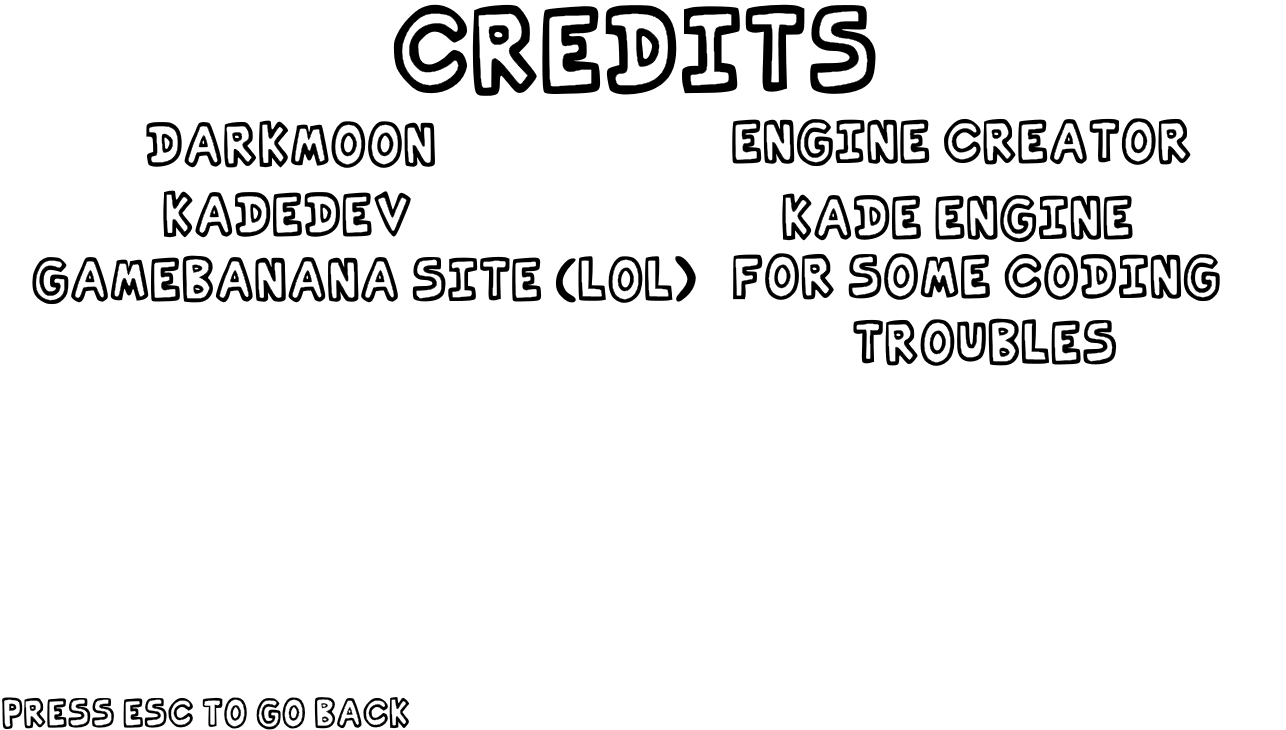 CREDITS
DARKMOON ENGINE CREATOR
KADEDEV KADE ENGINE
GAMEBANANA SITE (LOL) FOR SOME CODING
TROUBLES
PRESS ESC TO GO BACK